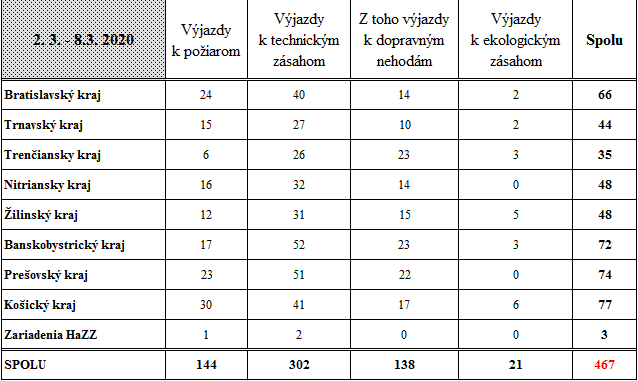 2. 3. - 8.3. 2020
Výjazdy
k požiarom
Výjazdy
k technickým
zásahom
Z toho výjazdy
k dopravným
nehodám
Výjazdy
k ekologickým
zásahom
Spolu
Bratislavský kraj 24 40 14 2 66
Trnavský kraj 15 27 10 2 44
Trenčiansky kraj 6 26 23 3 35
Nitriansky kraj 16 32 14 0 48
Žilinský kraj 12 31 15 5 48
Banskobystrický kraj 17 52 23 3 72
Prešovský kraj 23 51 22 0 74
Košický kraj 30 41 17 6 77
Zariadenia HaZZ 1 2 0 0 3
SPOLU 144 302 138 21 467